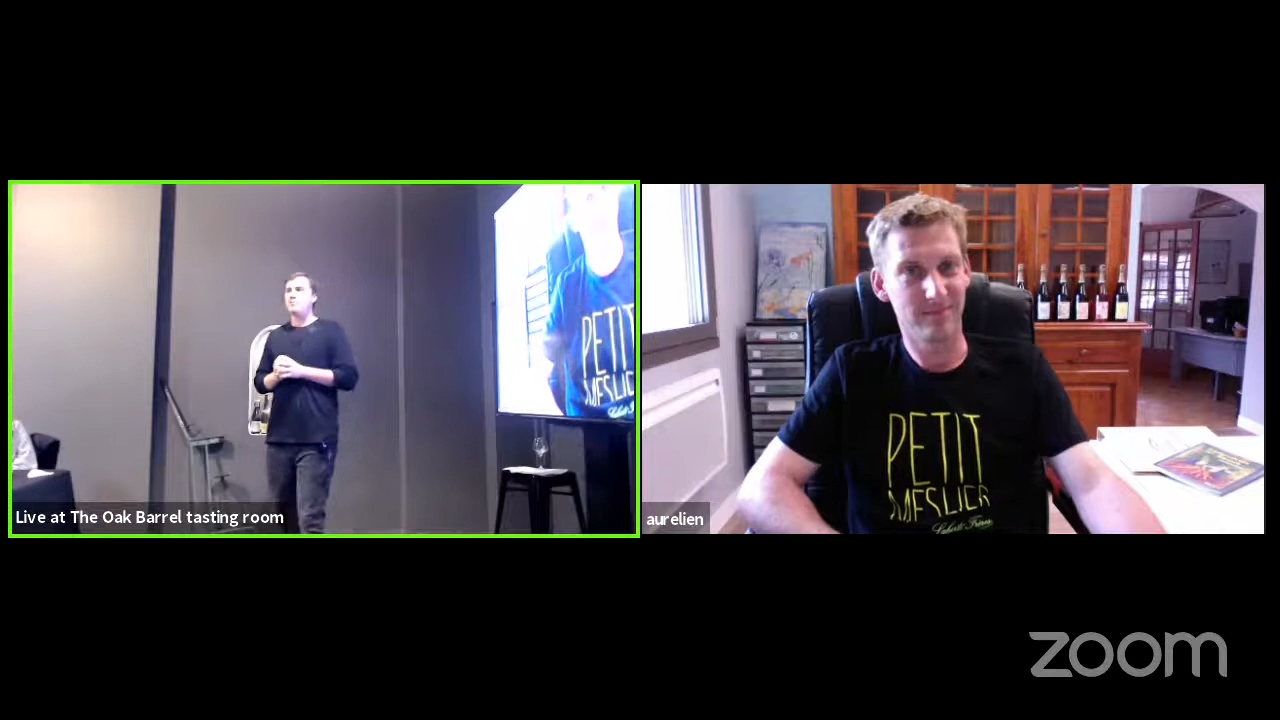 PETIT
MESLIER
Live at The Oak Barrel tasting room
PETIT
MESLIER
aurelien
zoom